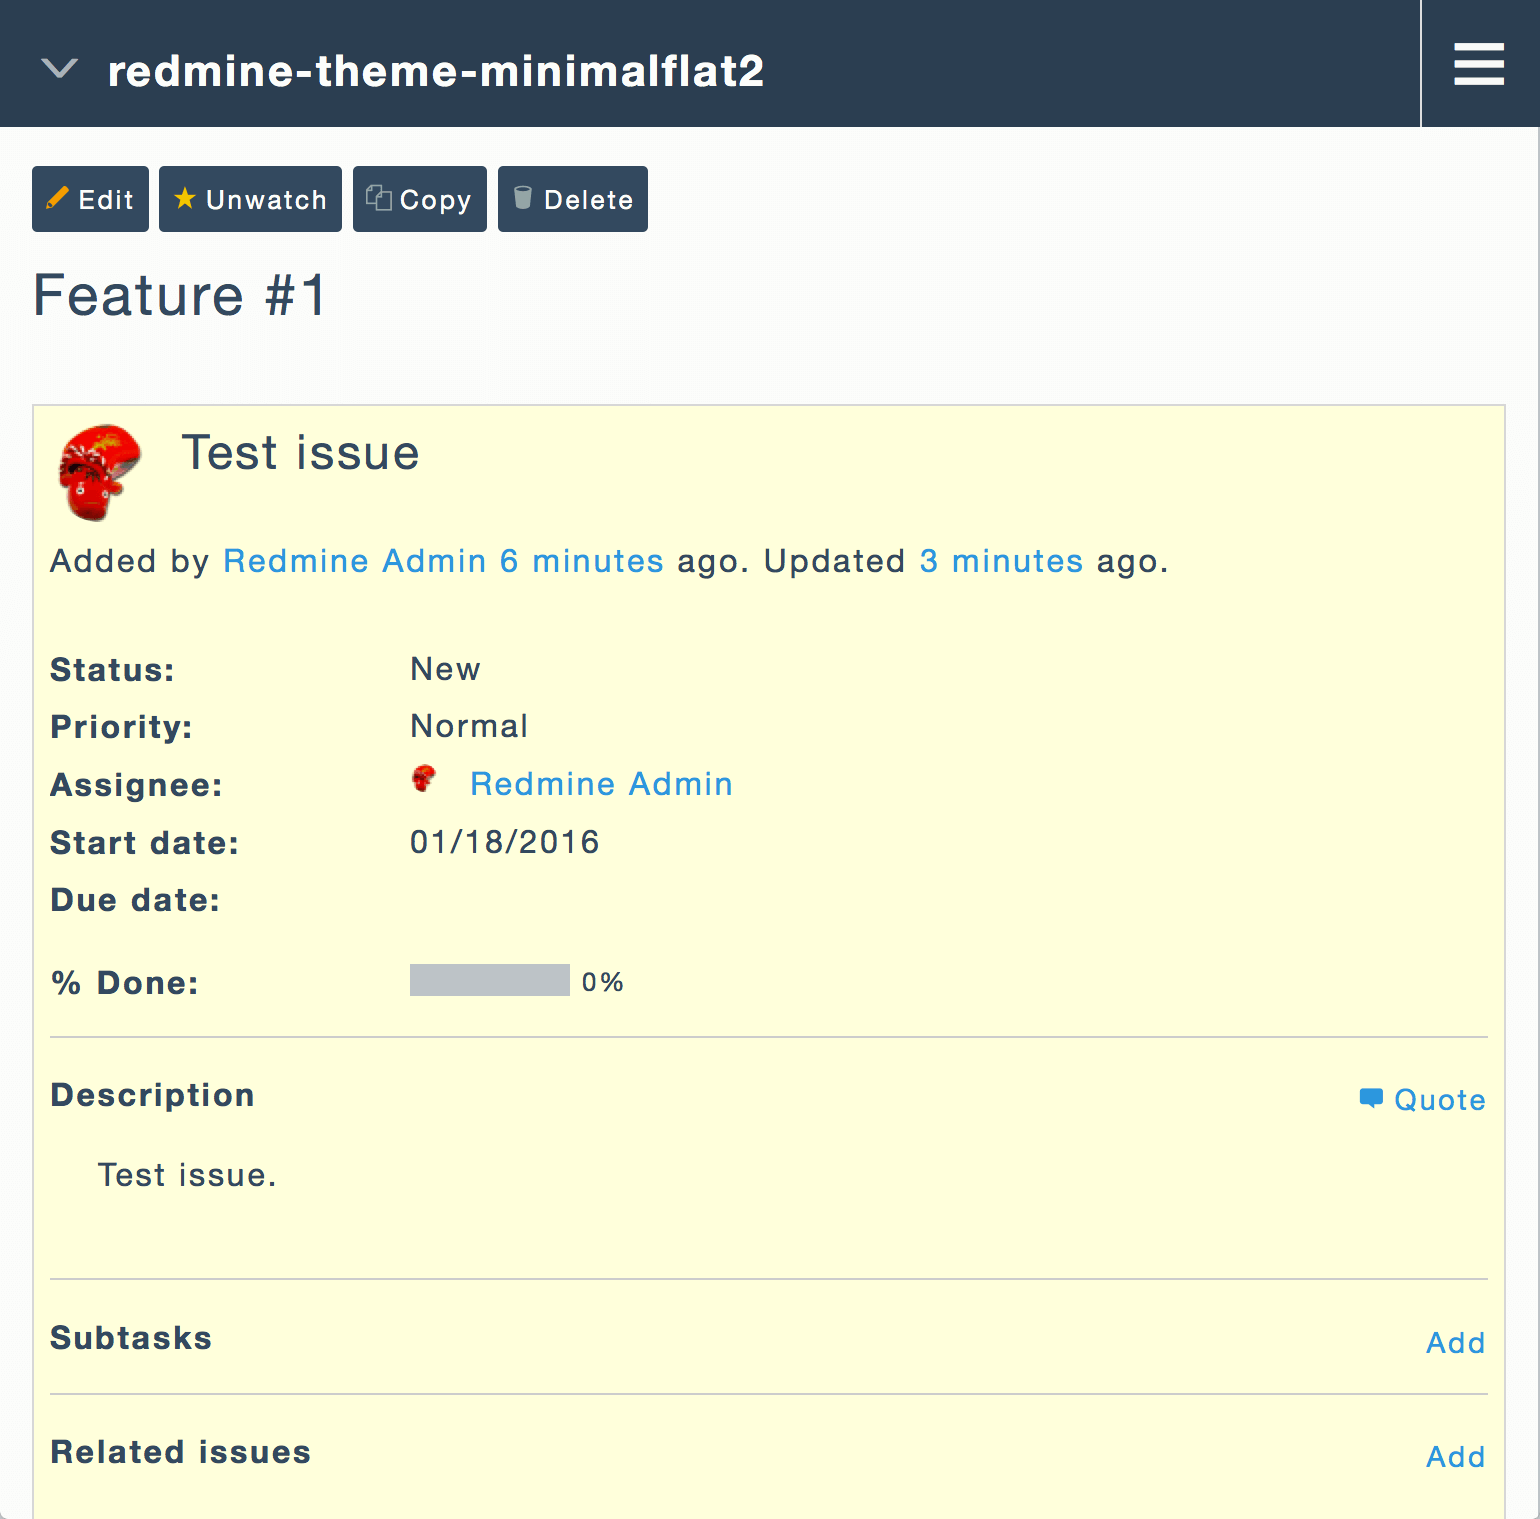 redmine-theme-minimalflat2
Edit Unwatch Copy Delete
Feature #1
Test issue
Added by Redmine Admin 6 minutes ago. Updated 3 minutes ago.
Status: New
Priority: Normal
Assignee: Redmine Admin
Start date: 01/18/2016
Due date:
% Done: 0%
Description Quote
Test issue.
Subtasks Add
Related issues Add